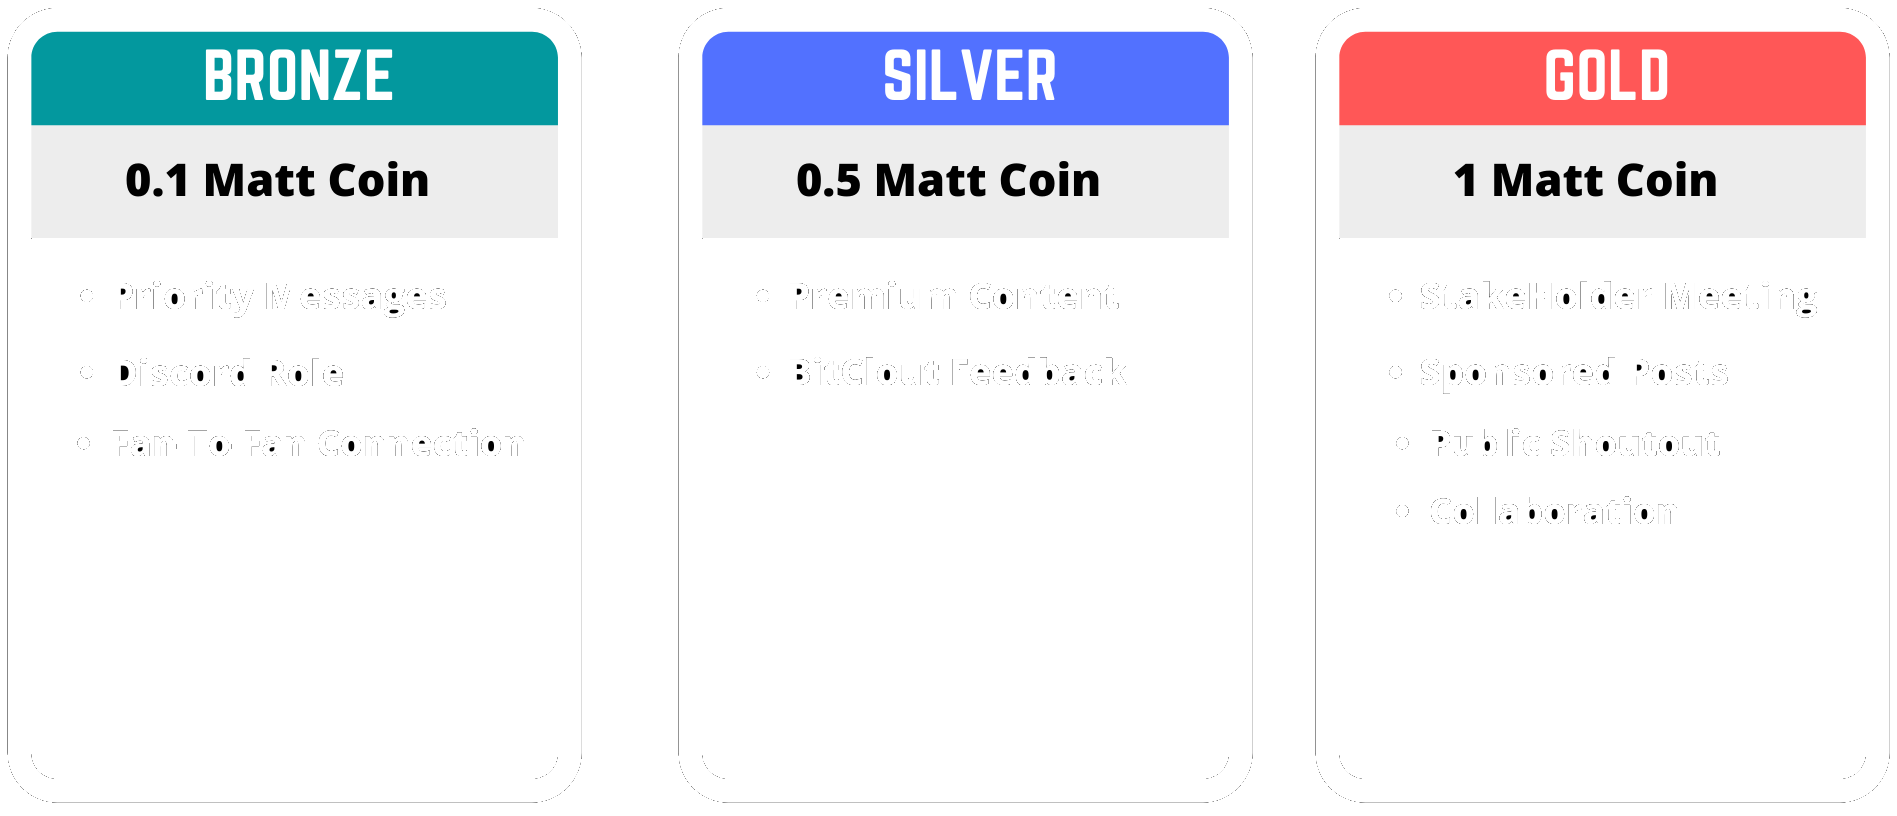 BRONZE
0.1 Matt Coin
• Priority Messages
• Discord Role
• Fan To Fan Connection
SILVER
0.5 Matt Coin
• Premium Content
• BitClout Feedback
GOLD
1 Matt Coin
• StakeHolder Meeting
• Sponsored Posts
• Public Shoutout
• Collaboration